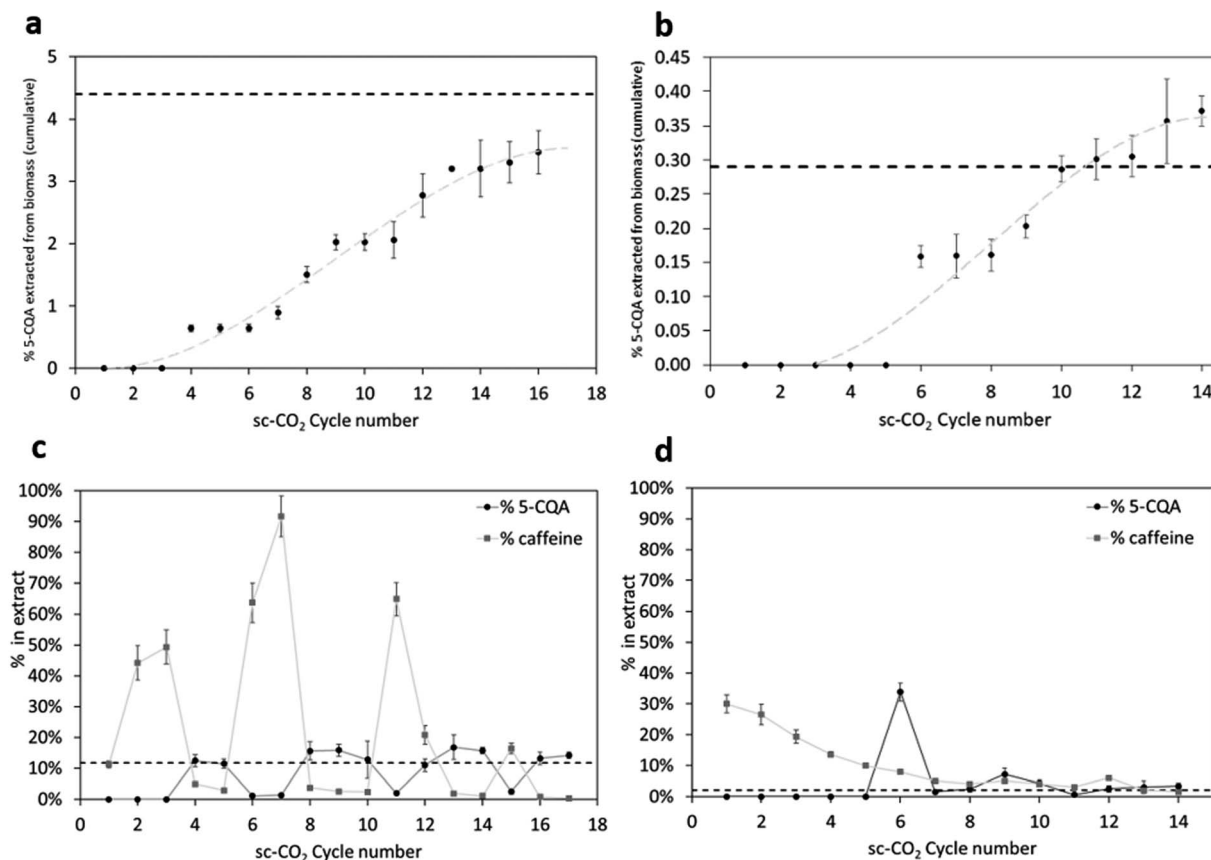 a
% 5-CQA extracted from biomass (cumulative)
5
4
3
2
1
0
0 2 4 6 8 10 12 14 16 18
sc-CO₂ Cycle number
b
% 5-CQA extracted from biomass (cumulative)
0.45
0.40
0.35
0.30
0.25
0.20
0.15
0.10
0.05
0.00
0 2 4 6 8 10 12 14
sc-CO₂ Cycle number
c
% in extract
100%
90%
80%
70%
60%
50%
40%
30%
20%
10%
0%
% 5-CQA
% caffeine
0 2 4 6 8 10 12 14 16 18
sc-CO₂ Cycle number
d
% in extract
100%
90%
80%
70%
60%
50%
40%
30%
20%
10%
0%
% 5-CQA
% caffeine
0 2 4 6 8 10 12 14
sc-CO₂ Cycle number